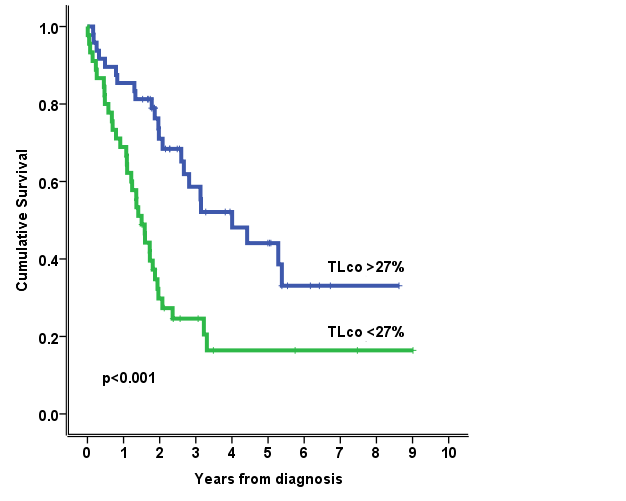 1.0
0.8
0.6
0.4
0.2
0.0
Cumulative Survival
TLco >27%
TLco <27%
p<0.001
0 1 2 3 4 5 6 7 8 9 10
Years from diagnosis